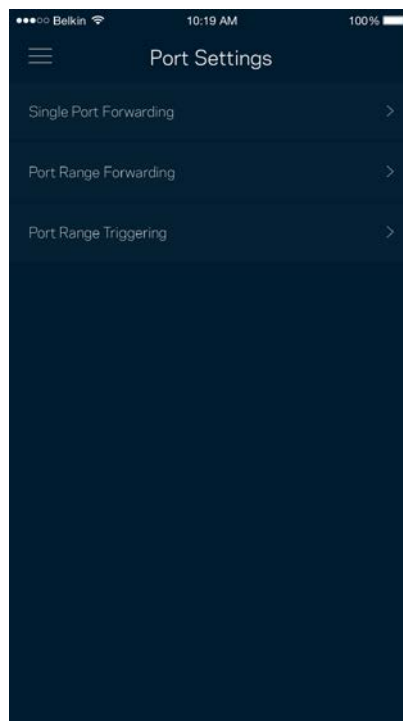 Belkin 10:19 AM 100%
Port Settings
Single Port Forwarding
Port Range Forwarding
Port Range Triggering